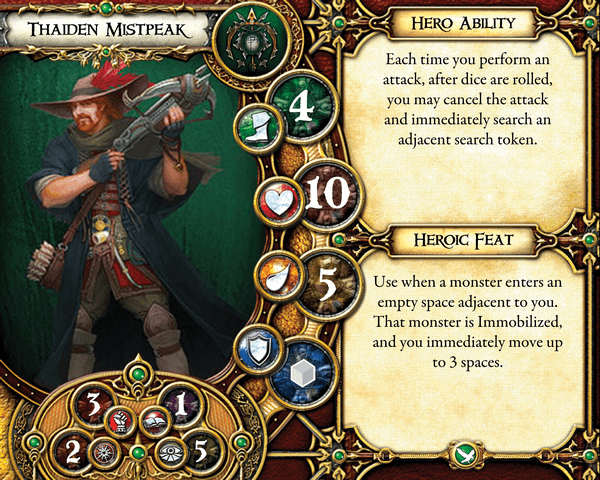 Thaiden Mistpeak
4
10
5
3
1
2
5
Hero Ability
Each time you perform an
attack, after dice are rolled,
you may cancel the attack
and immediately search an
adjacent search token.
Heroic Feat
Use when a monster enters an
empty space adjacent to you.
That monster is Immobilized,
and you immediately move up
to 3 spaces.